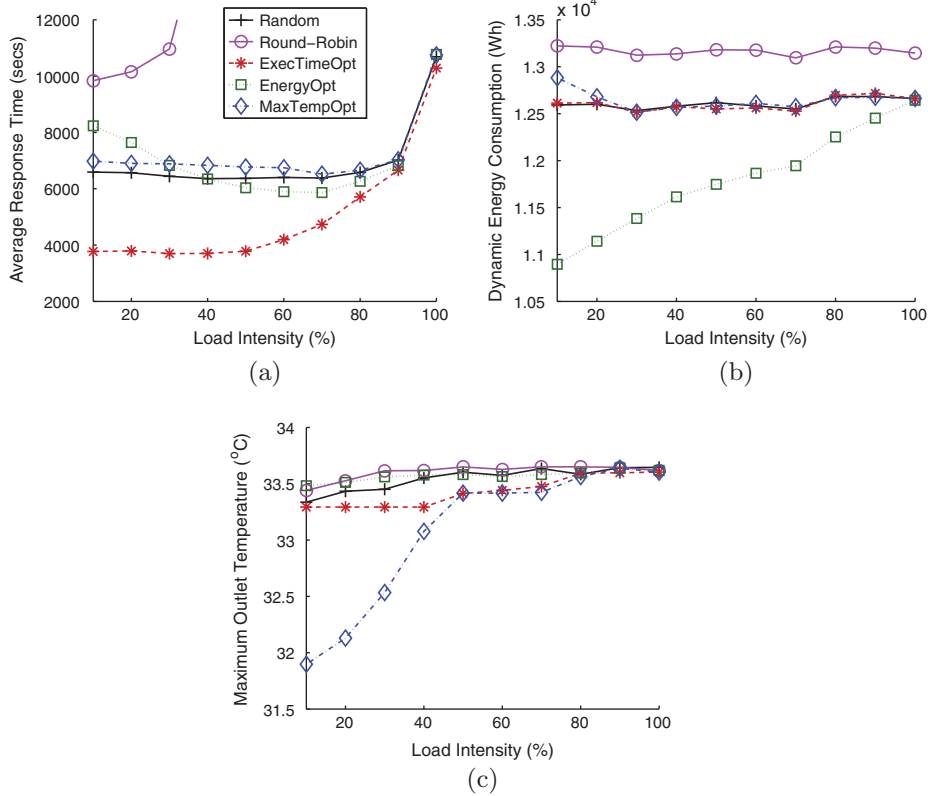 12000
10000
8000
6000
4000
2000
Average Response Time (secs)
Random
Round−Robin
ExecTimeOpt
EnergyOpt
MaxTempOpt
20 40 60 80 100
Load Intensity (%)
(a)
x 10⁴
1.35
1.3
1.25
1.2
1.15
1.1
1.05
Dynamic Energy Consumption (Wh)
20 40 60 80 100
Load Intensity (%)
(b)
34
33.5
33
32.5
32
31.5
Maximum Outlet Temperature (°C)
20 40 60 80 100
Load Intensity (%)
(c)